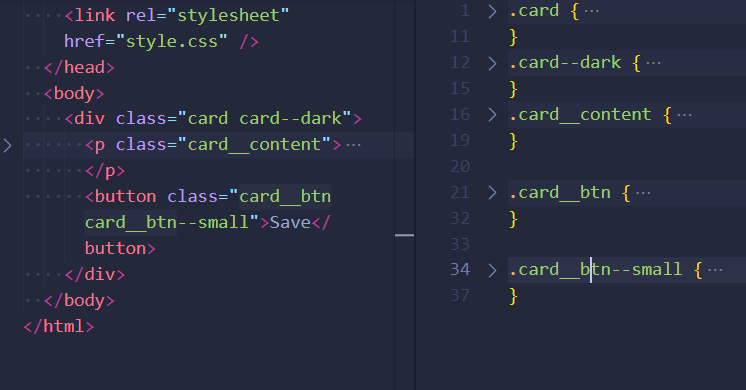 <link rel="stylesheet"
href="style.css" />
</head>
<body>
<div class="card card--dark">
<p class="card__content">···
</p>
<button class="card__btn
card__btn--small">Save</
button>
</div>
</body>
</html>
1 .card {···
11 }
12 .card--dark {···
15 }
16 .card__content {···
19 }
20
21 .card__btn {···
32 }
33
34 .card__btn--small {···
37 }